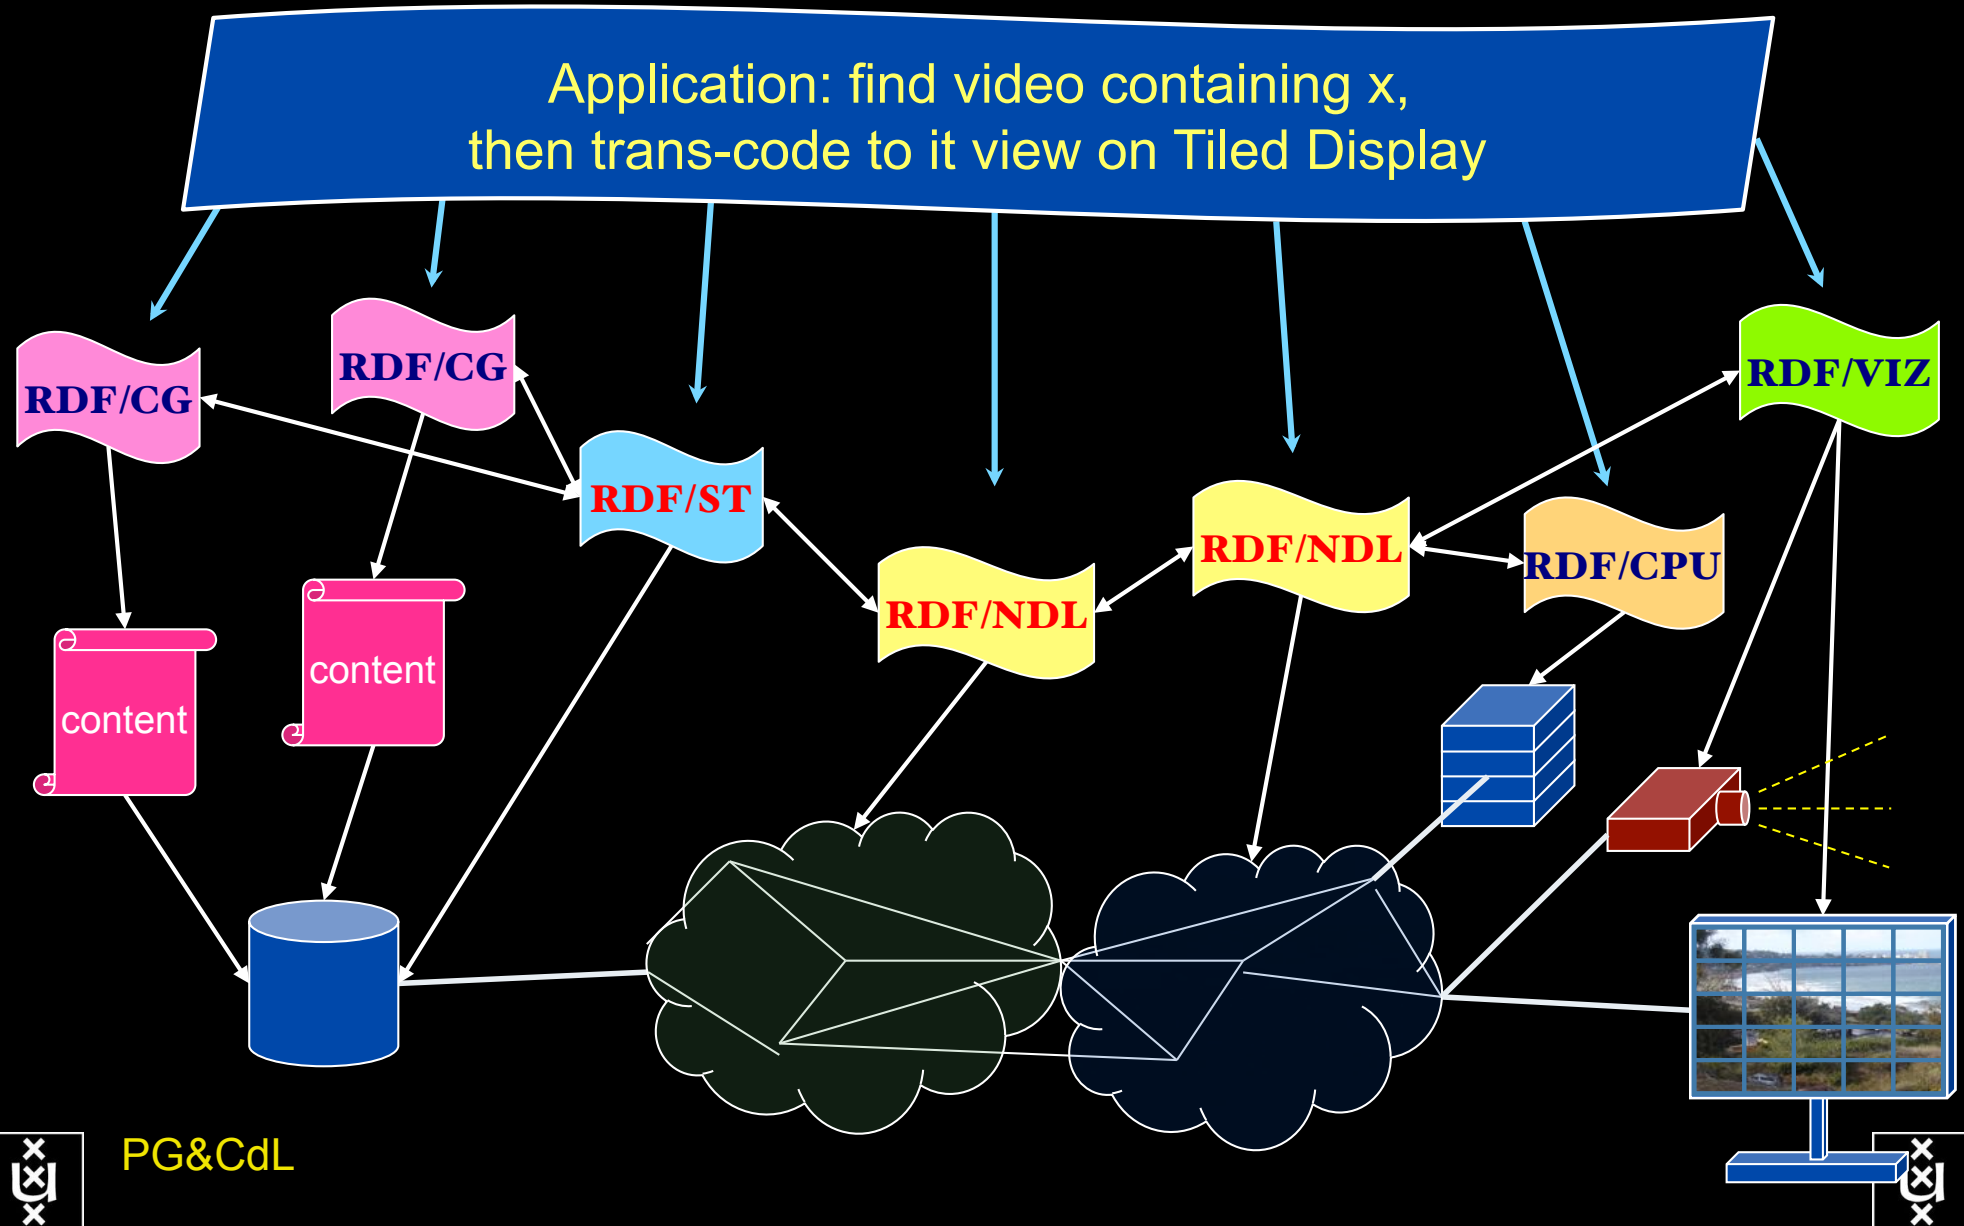 Application: find video containing x,
then trans-code to it view on Tiled Display
RDF/CG
RDF/CG
RDF/VIZ
RDF/ST
RDF/NDL
RDF/CPU
RDF/NDL
content
content
PG&CdL